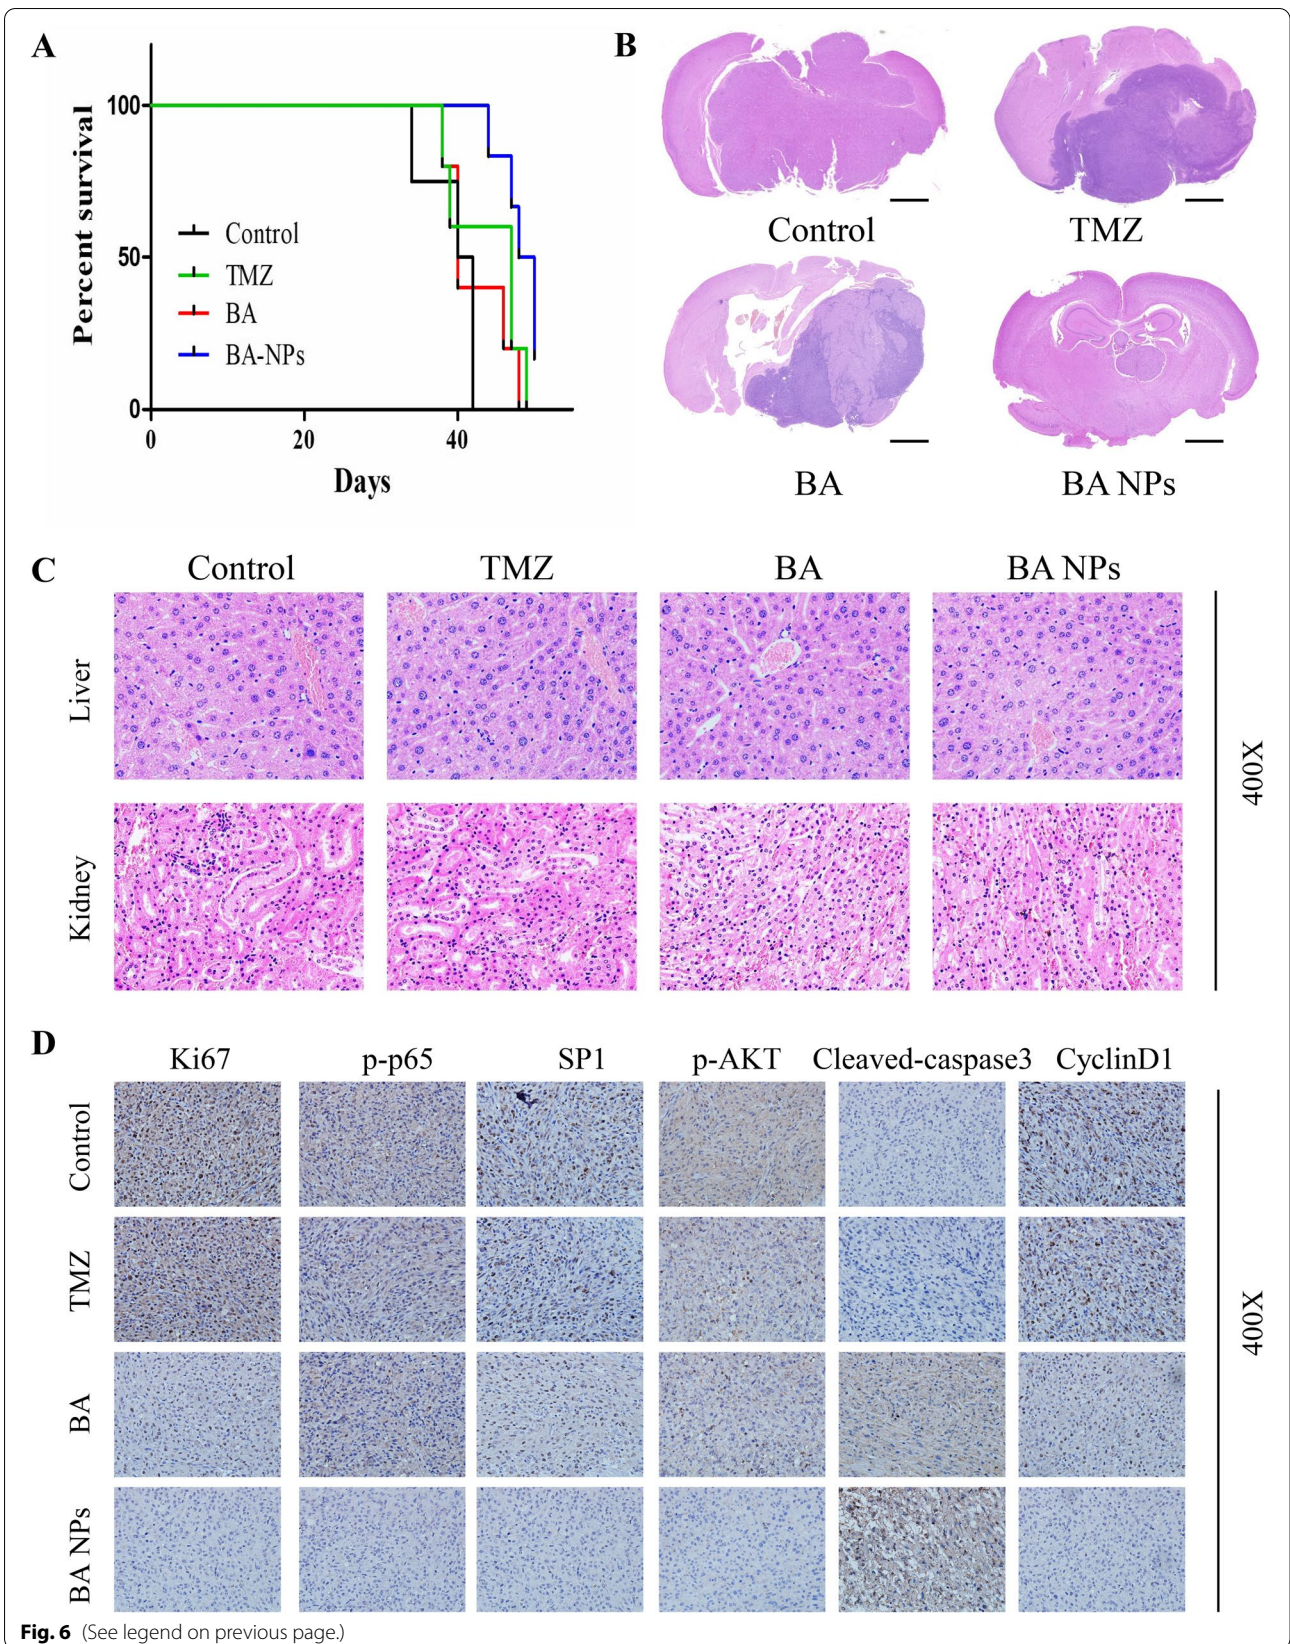 A
Percent survival
100
50
0
0
20
40
Days
Control
TMZ
BA
BA-NPs
B
Control
TMZ
BA
BA NPs
C
Control
TMZ
BA
BA NPs
Liver
Kidney
400X
D
Ki67
p-p65
SP1
p-AKT
Cleaved-caspase3
CyclinD1
Control
TMZ
BA
BA NPs
400X
Fig. 6 (See legend on previous page.)